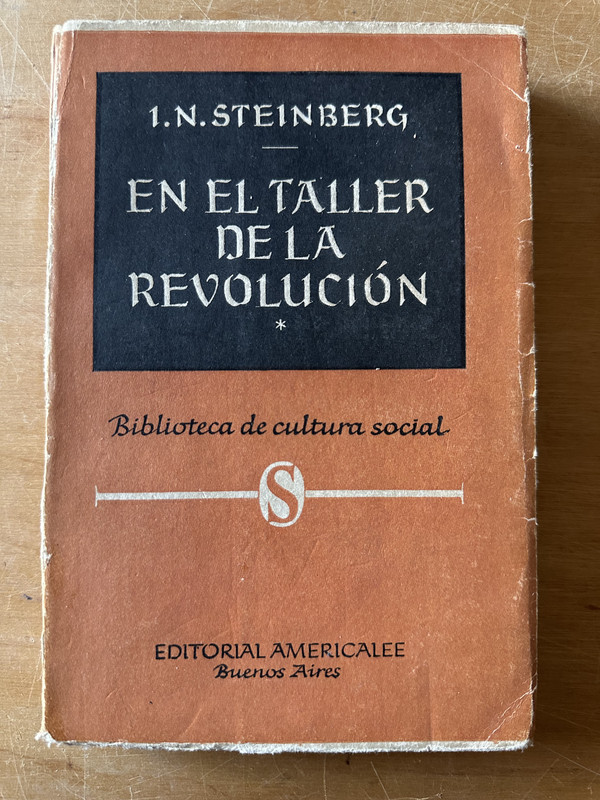 I.N. STEINBERG
EN EL TALLER
DE LA
REVOLUCIÓN
*
Biblioteca de cultura social
S
EDITORIAL AMERICALEE
Buenos Aires